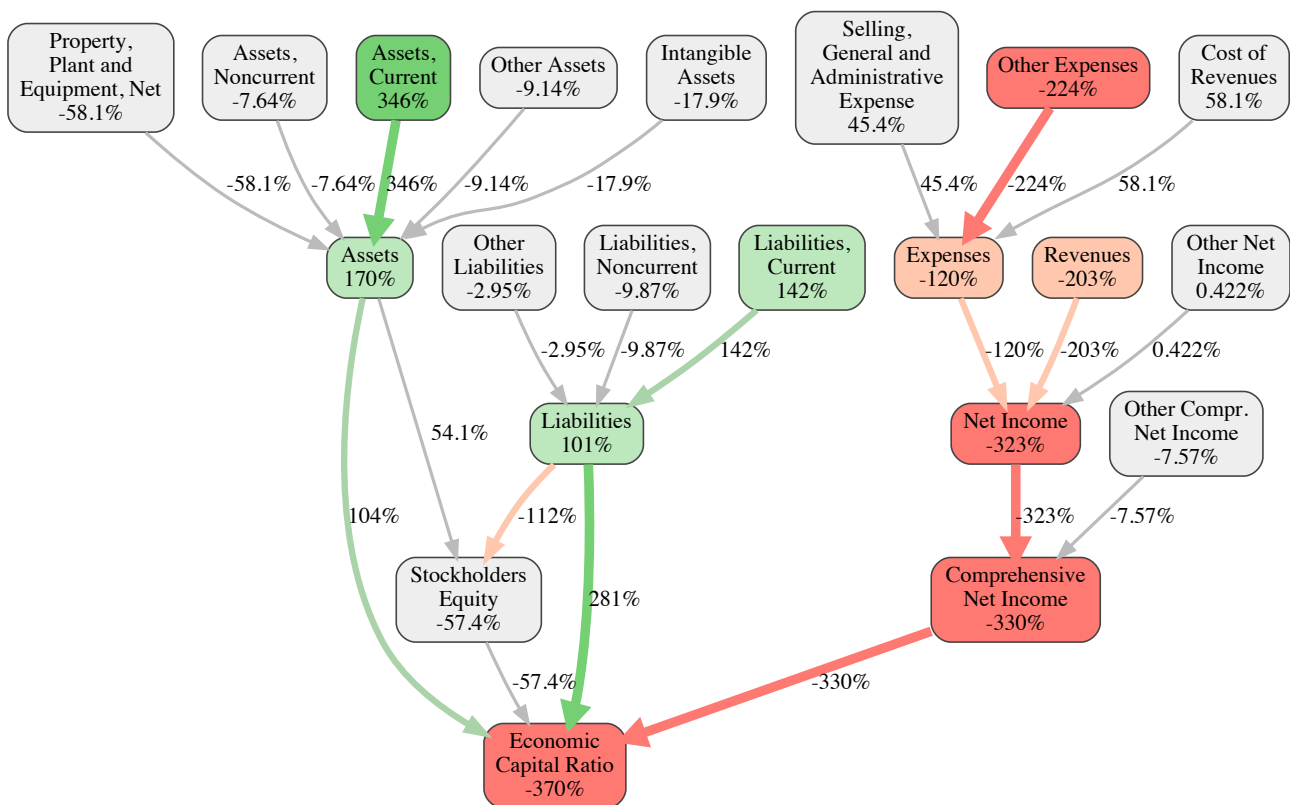 Property,
Plant and
Equipment, Net
-58.1%
Assets,
Noncurrent
-7.64%
Assets,
Current
346%
Other Assets
-9.14%
Intangible
Assets
-17.9%
Selling,
General and
Administrative
Expense
45.4%
Other Expenses
-224%
Cost of
Revenues
58.1%
-58.1%
-7.64%
346%
-9.14%
-17.9%
45.4%
-224%
58.1%
Assets
170%
Other
Liabilities
-2.95%
Liabilities,
Noncurrent
-9.87%
Liabilities,
Current
142%
Expenses
-120%
Revenues
-203%
Other Net
Income
0.422%
-2.95%
-9.87%
142%
-120%
-203%
0.422%
Liabilities
101%
Net Income
-323%
Other Compr.
Net Income
-7.57%
54.1%
104%
-112%
-323%
-7.57%
Stockholders
Equity
-57.4%
281%
Comprehensive
Net Income
-330%
-57.4%
-330%
Economic
Capital Ratio
-370%